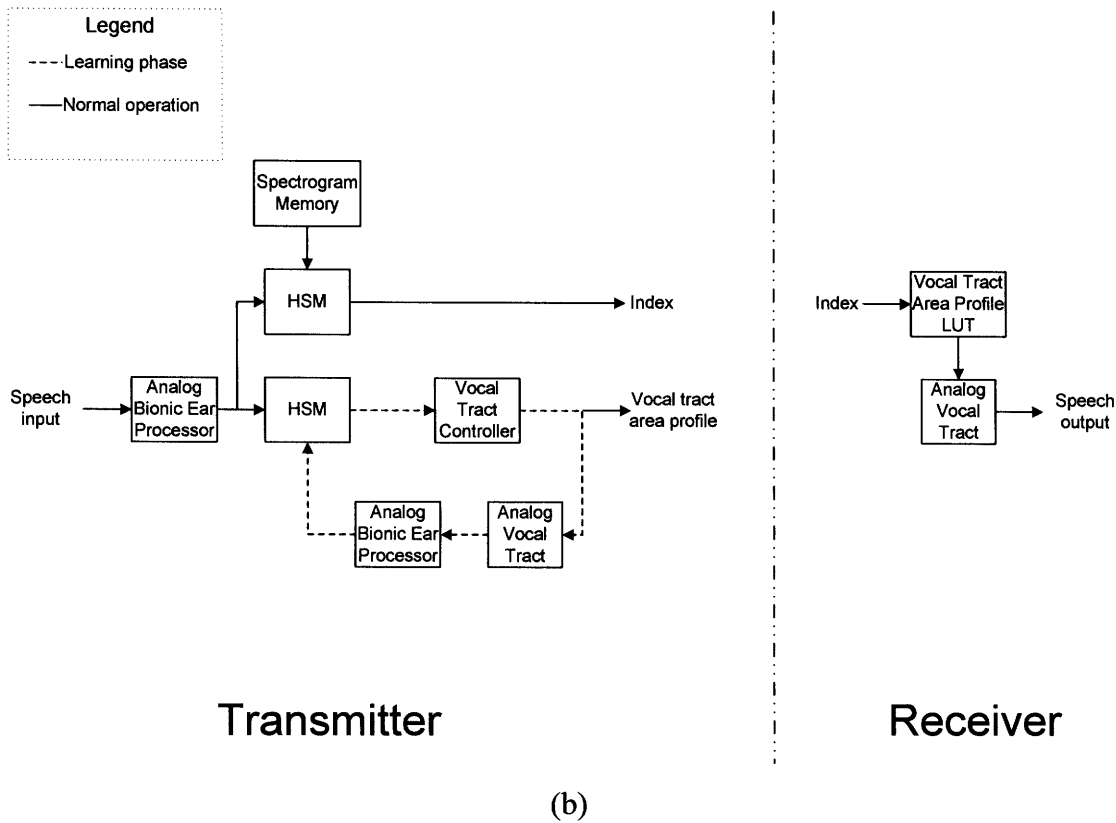 Legend
Learning phase
Normal operation
Spectrogram
Memory
HSM
Index
Speech
input
Analog
Bionic Ear
Processor
HSM
Vocal
Tract
Controller
Vocal tract
area profile
Analog
Bionic Ear
Processor
Analog
Vocal
Tract
Index
Vocal Tract
Area Profile
LUT
Analog
Vocal
Tract
Speech
output
Transmitter
Receiver
(b)